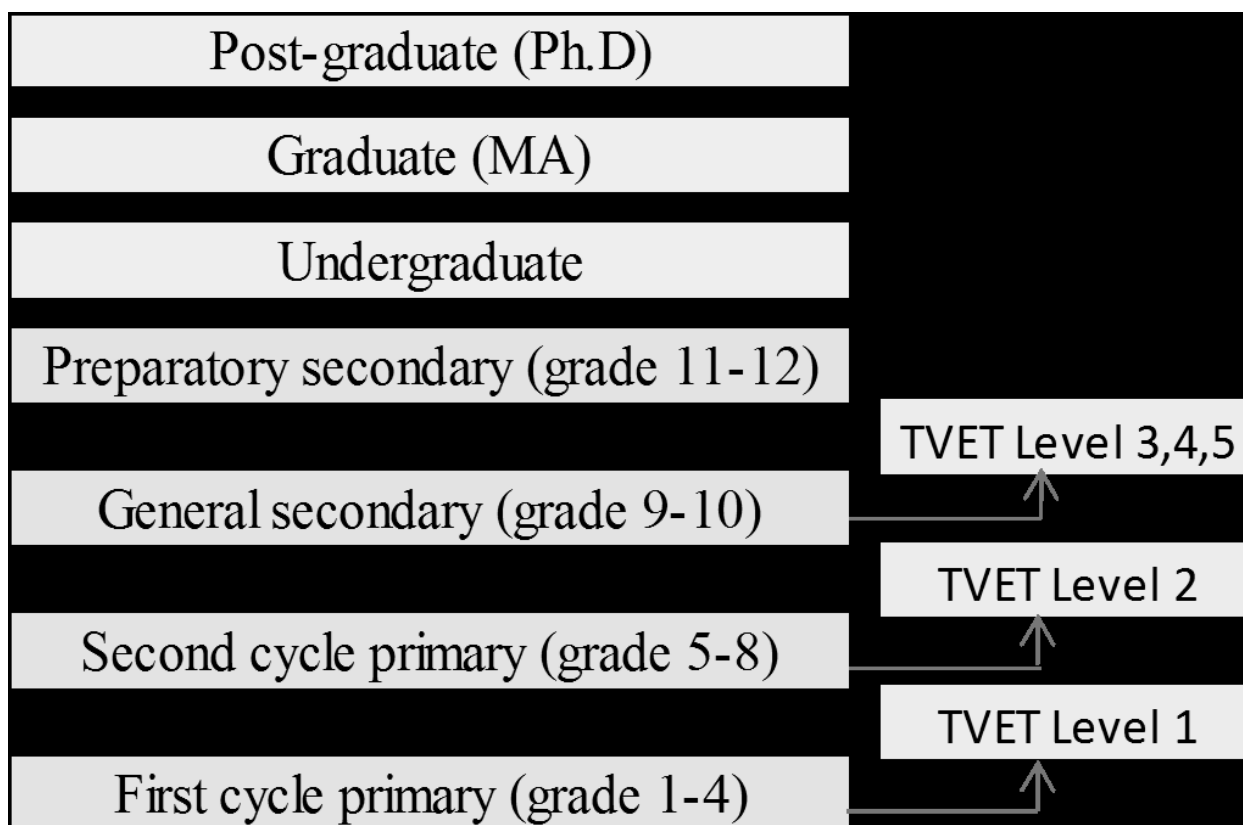 Post-graduate (Ph.D)
Graduate (MA)
Undergraduate
Preparatory secondary (grade 11-12)
TVET Level 3,4,5
General secondary (grade 9-10)
TVET Level 2
Second cycle primary (grade 5-8)
TVET Level 1
First cycle primary (grade 1-4)